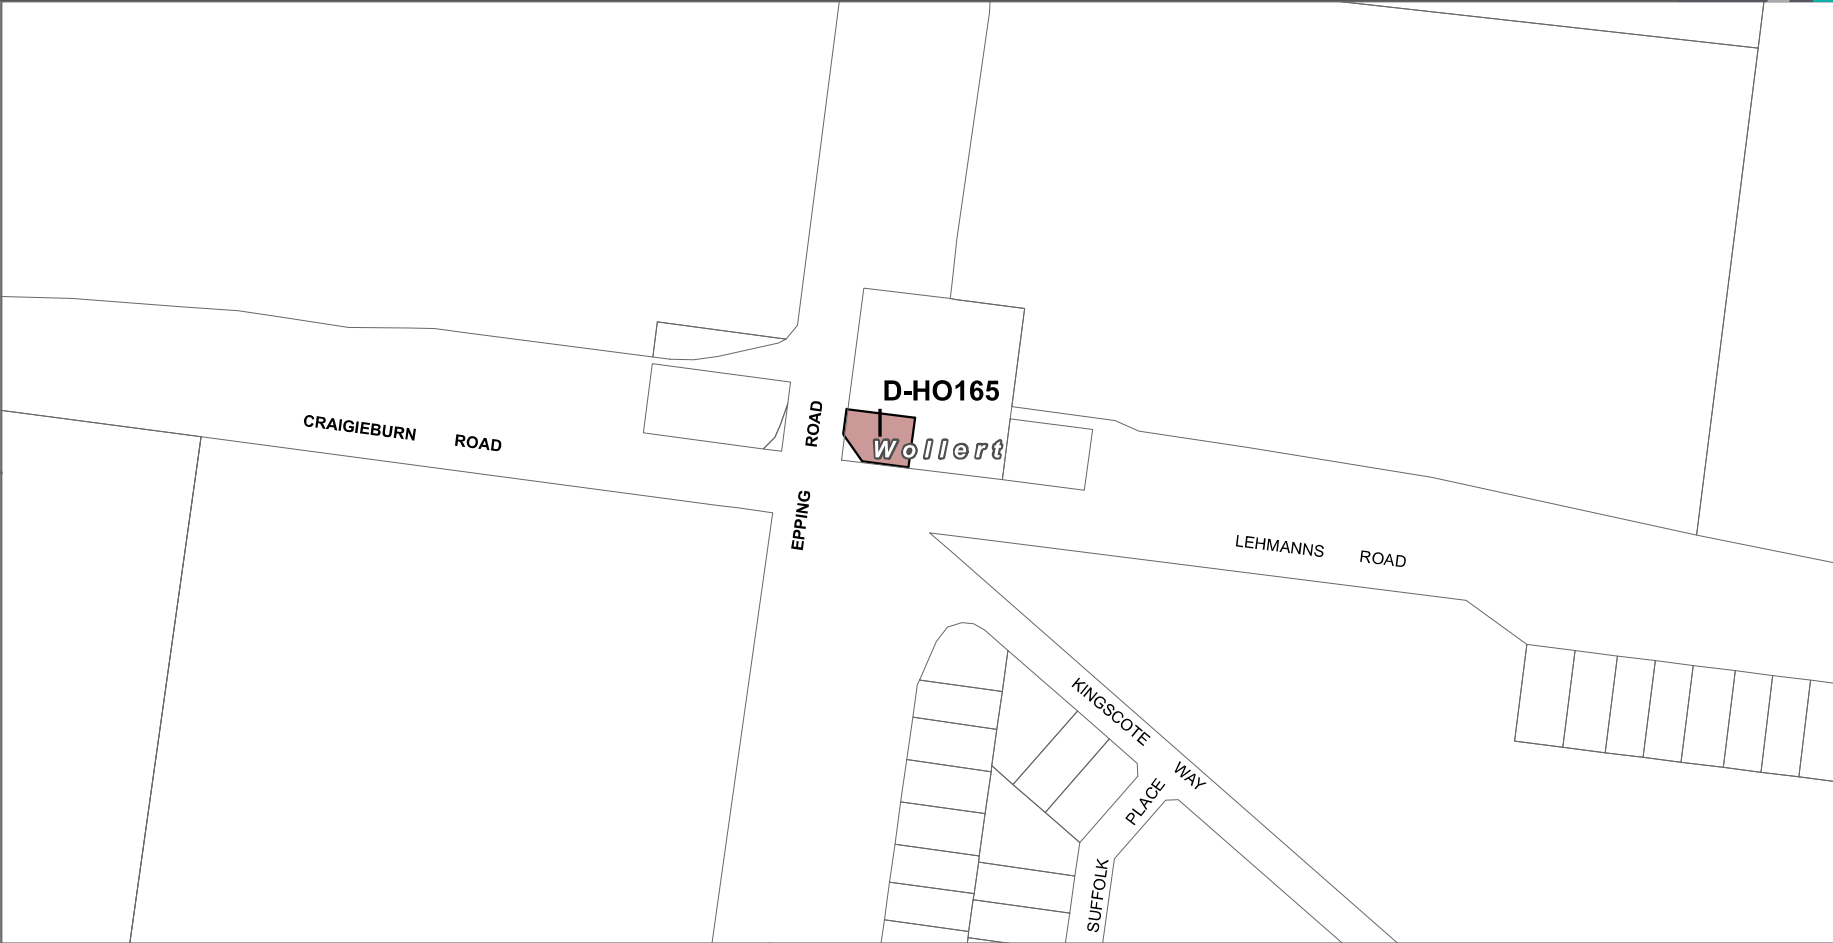 D-HO165
Wollert
CRAIGIEBURN ROAD
EPPING ROAD
LEHMANNS ROAD
KINGSCOTE WAY
SUFFOLK PLACE